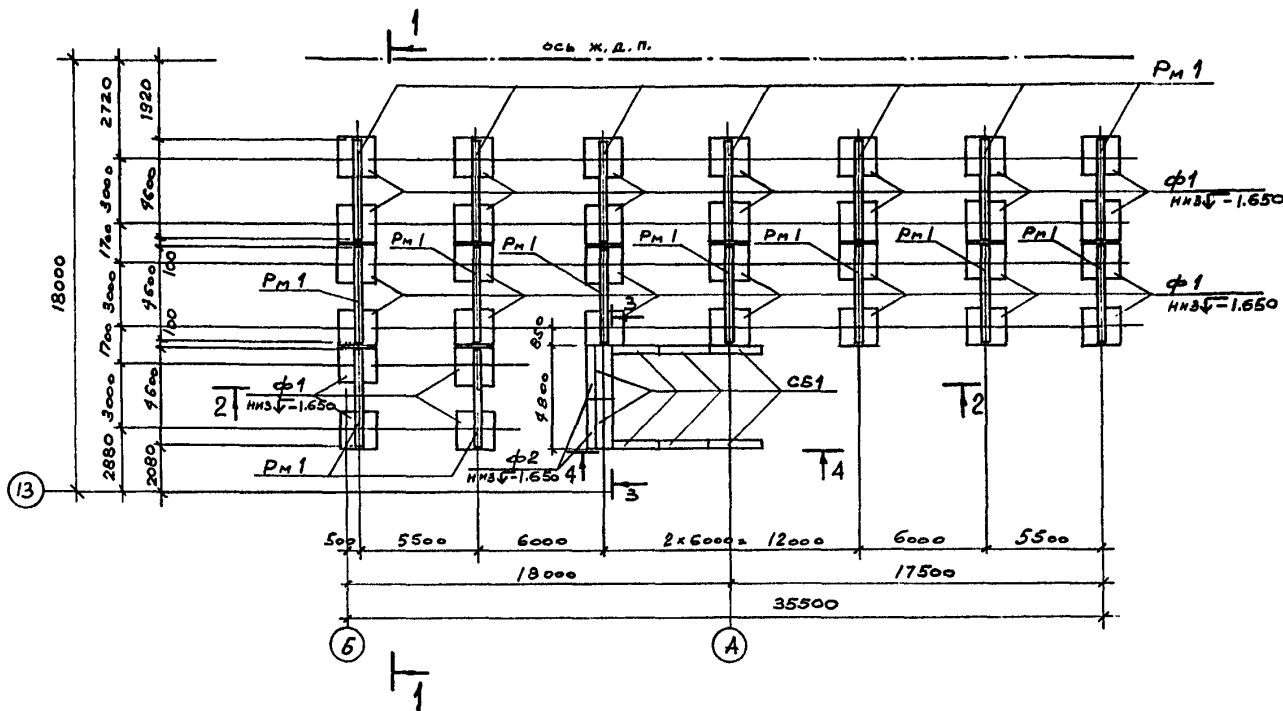 1
ось ж.д.п.
Рм 1
2720
1920
3000
4600
ф1
низ -1.650
1700
100
Рм 1
Рм 1
Рм 1
Рм 1
Рм 1
Рм 1
Рм 1
18000
3000
4600
ф1
низ -1.650
3
100
1700
850
2
ф1
низ -1.650
4800
СБ1
2
3000
4600
2880
2080
Рм 1
ф2
низ -1.650
4
4
3
13
500
5500
6000
2×6000=
12000
6000
5500
18000
17500
35500
Б
А
1